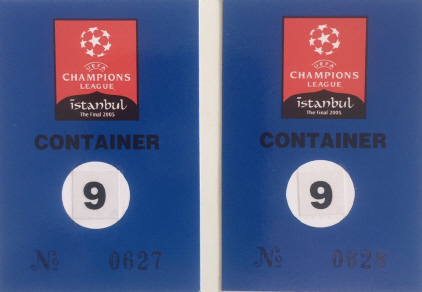 UEFA
CHAMPIONS
LEAGUE
istanbul
The Final 2005
CONTAINER
9
№ 0627
UEFA
CHAMPIONS
LEAGUE
istanbul
The Final 2005
CONTAINER
9
№ 0628